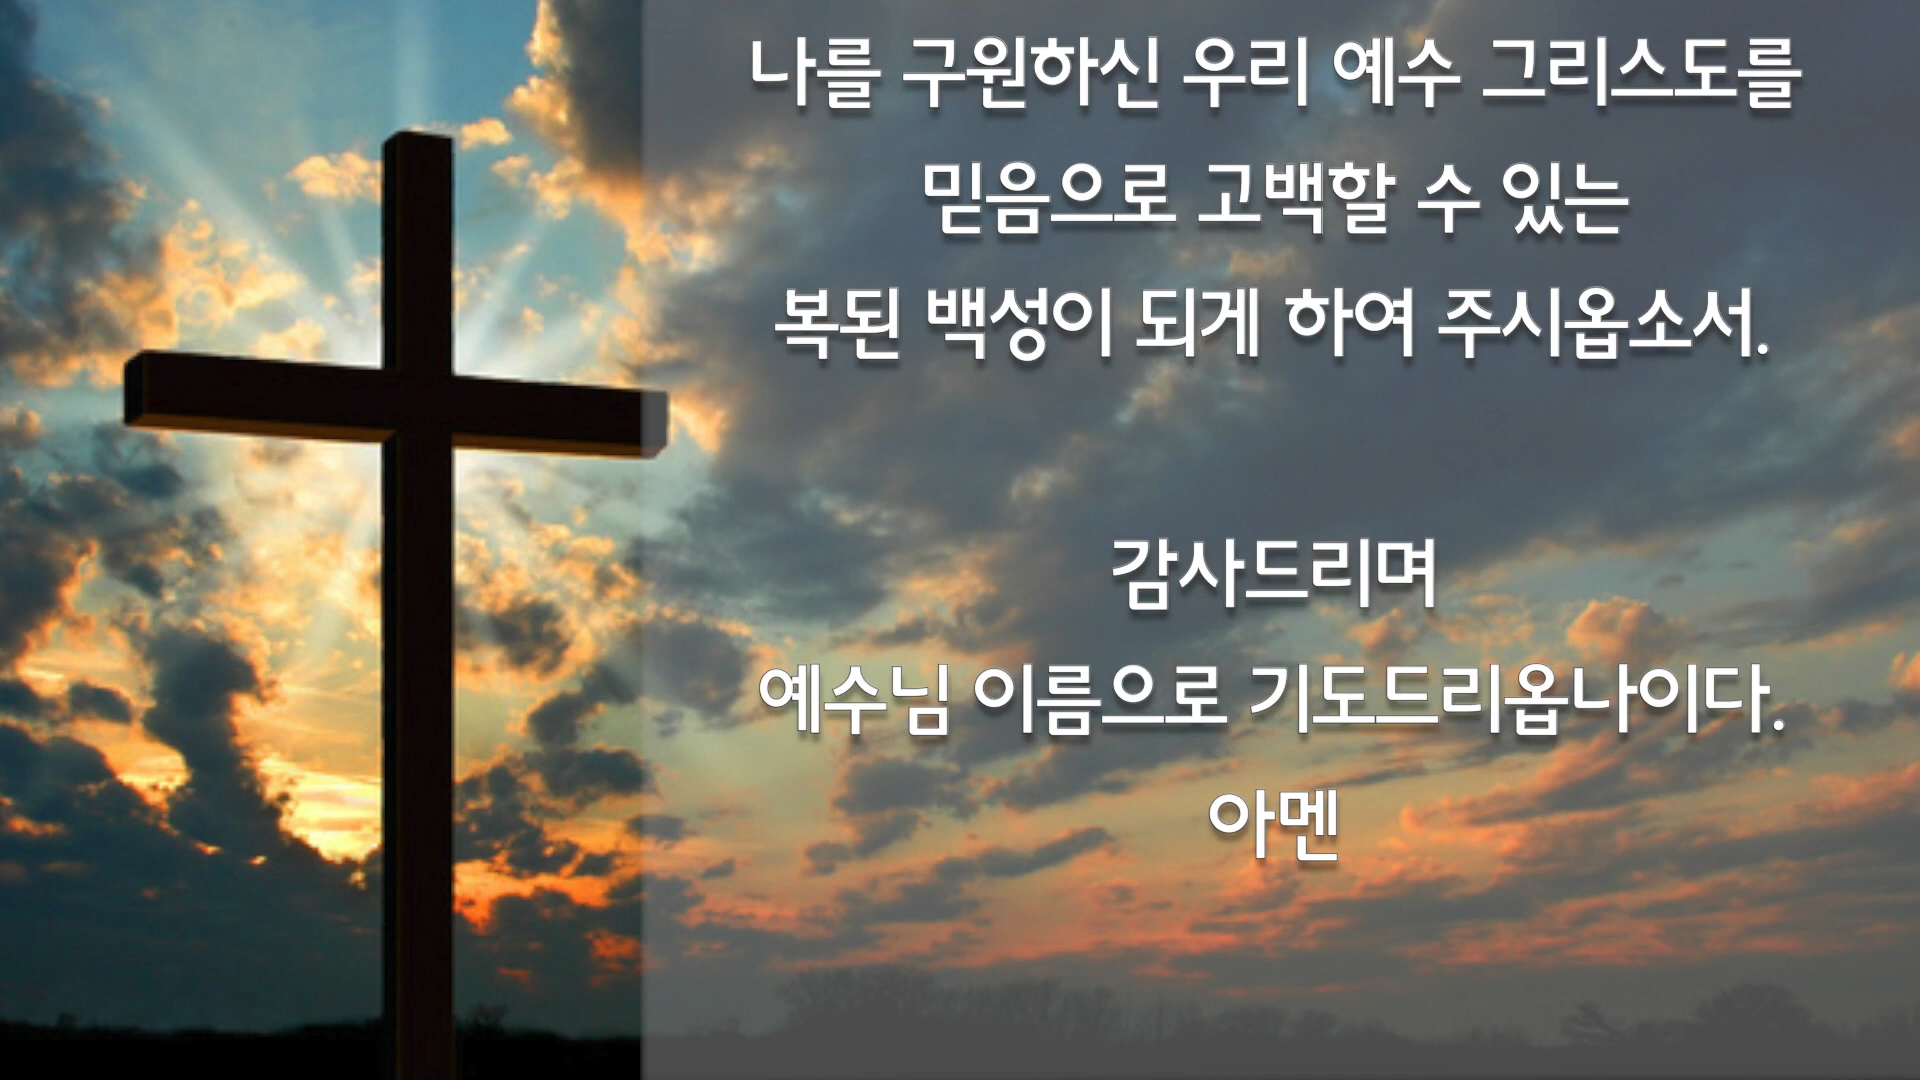 나를 구원하신 우리 예수 그리스도를
믿음으로 고백할 수 있는
복된 백성이 되게 하여 주시옵소서.
감사드리며
예수님 이름으로 기도드리옵나이다.
아멘